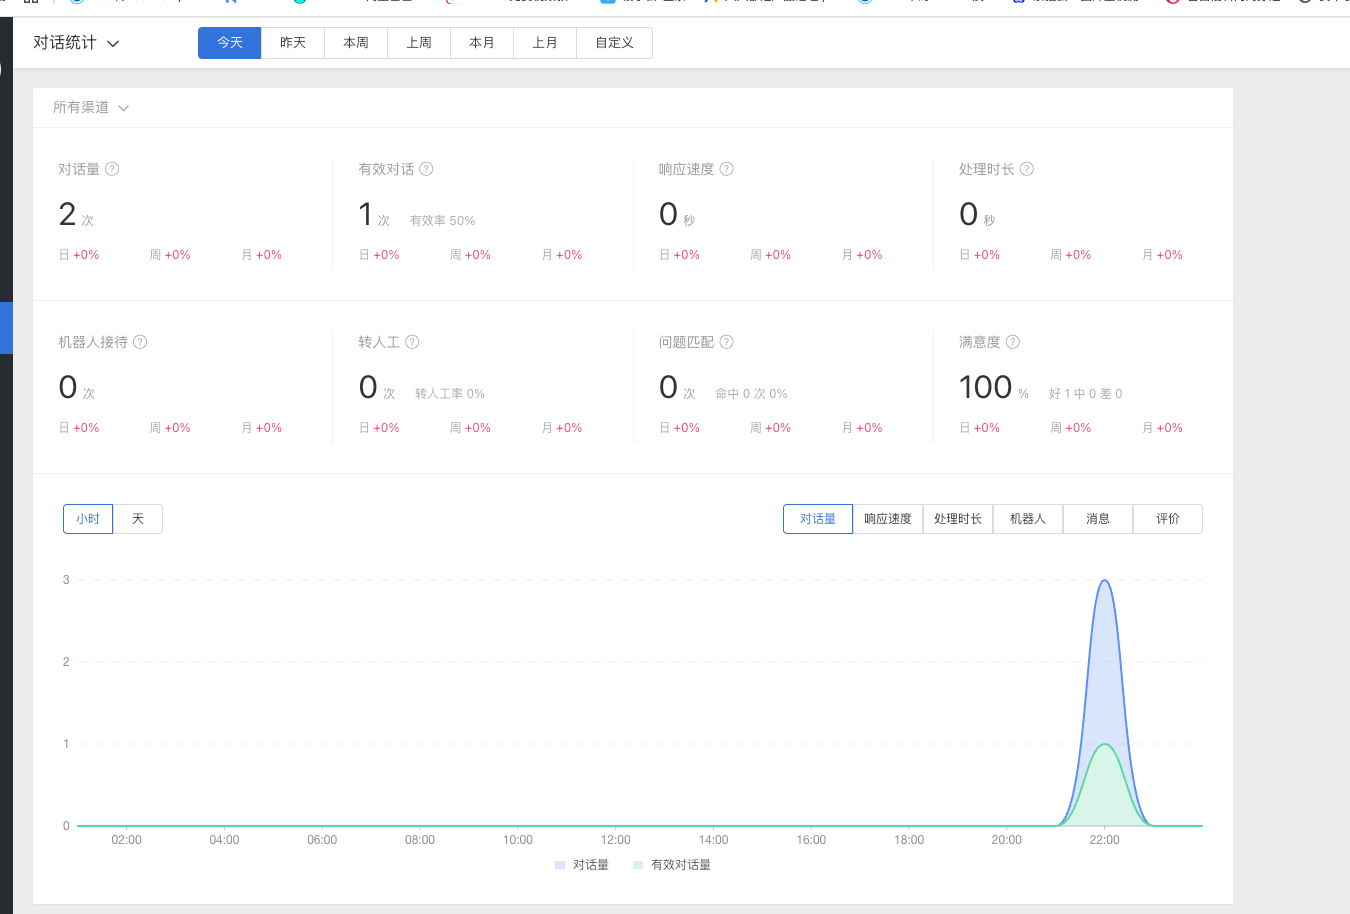 对话统计
今天 昨天 本周 上周 本月 上月 自定义
所有渠道
对话量 ? 有效对话 ? 响应速度 ? 处理时长 ?
2 次 1 次 有效率 50% 0 秒 0 秒
日 +0% 周 +0% 月 +0% 日 +0% 周 +0% 月 +0% 日 +0% 周 +0% 月 +0% 日 +0% 周 +0% 月 +0%
机器人接待 ? 转人工 ? 问题匹配 ? 满意度 ?
0 次 0 次 转人工率 0% 0 次 命中 0 次 0% 100 % 好 1 中 0 差 0
日 +0% 周 +0% 月 +0% 日 +0% 周 +0% 月 +0% 日 +0% 周 +0% 月 +0% 日 +0% 周 +0% 月 +0%
小时 天 对话量 响应速度 处理时长 机器人 消息 评价
3
2
1
0
02:00 04:00 06:00 08:00 10:00 12:00 14:00 16:00 18:00 20:00 22:00
对话量 有效对话量